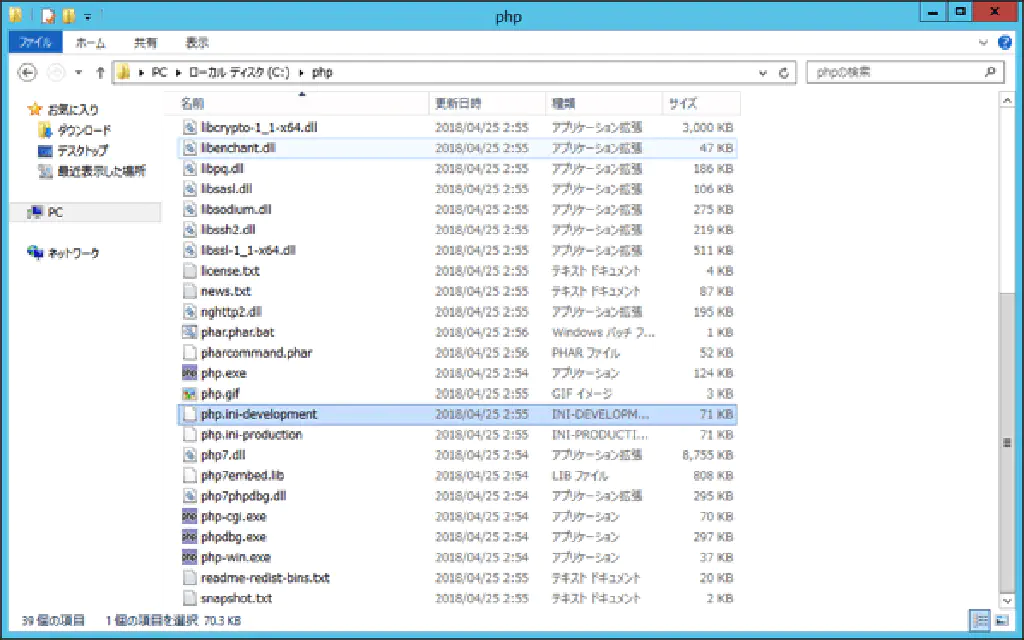 php
ファイル ホーム 共有 表示
PC ローカル ディスク (C:) php phpの検索
お気に入り
ダウンロード
デスクトップ
最近表示した場所
PC
ネットワーク
名前 更新日時 種類 サイズ
libcrypto-1_1-x64.dll 2018/04/25 2:55 アプリケーション拡張 3,000 KB
libenchant.dll 2018/04/25 2:55 アプリケーション拡張 47 KB
libpq.dll 2018/04/25 2:55 アプリケーション拡張 186 KB
libsasl.dll 2018/04/25 2:55 アプリケーション拡張 106 KB
libsodium.dll 2018/04/25 2:55 アプリケーション拡張 275 KB
libssh2.dll 2018/04/25 2:55 アプリケーション拡張 219 KB
libssl-1_1-x64.dll 2018/04/25 2:55 アプリケーション拡張 511 KB
license.txt 2018/04/25 2:55 テキスト ドキュメント 4 KB
news.txt 2018/04/25 2:55 テキスト ドキュメント 87 KB
nghttp2.dll 2018/04/25 2:55 アプリケーション拡張 195 KB
phar.phar.bat 2018/04/25 2:56 Windows バッチ フ... 1 KB
pharcommand.phar 2018/04/25 2:56 PHAR ファイル 52 KB
php.exe 2018/04/25 2:54 アプリケーション 124 KB
php.gif 2018/04/25 2:55 GIF イメージ 3 KB
php.ini-development 2018/04/25 2:55 INI-DEVELOPM... 71 KB
php.ini-production 2018/04/25 2:55 INI-PRODUCTI... 71 KB
php7.dll 2018/04/25 2:54 アプリケーション拡張 8,755 KB
php7embed.lib 2018/04/25 2:54 LIB ファイル 808 KB
php7phpdbg.dll 2018/04/25 2:54 アプリケーション拡張 295 KB
php-cgi.exe 2018/04/25 2:54 アプリケーション 70 KB
phpdbg.exe 2018/04/25 2:54 アプリケーション 297 KB
php-win.exe 2018/04/25 2:54 アプリケーション 37 KB
readme-redist-bins.txt 2018/04/25 2:55 テキスト ドキュメント 20 KB
snapshot.txt 2018/04/25 2:55 テキスト ドキュメント 2 KB
39 個の項目 1 個の項目を選択 70.3 KB